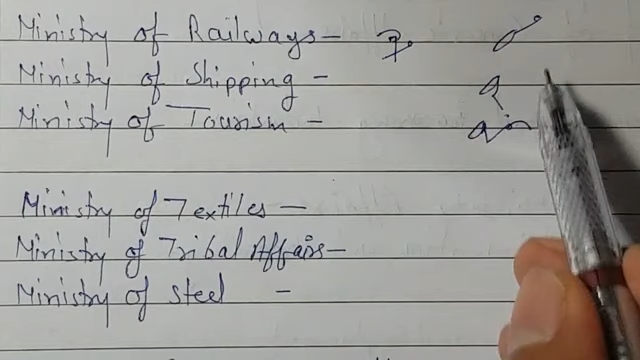 Ministry of Railways —
Ministry of Shipping -
Ministry of Tourism -
Ministry of Textiles —
Ministry of Tribal Affairs—
Ministry of steel -